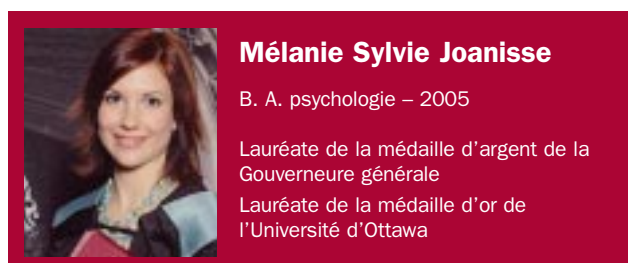 Mélanie Sylvie Joanisse
B. A. psychologie – 2005
Lauréate de la médaille d’argent de la
Gouverneure générale
Lauréate de la médaille d’or de
l’Université d’Ottawa